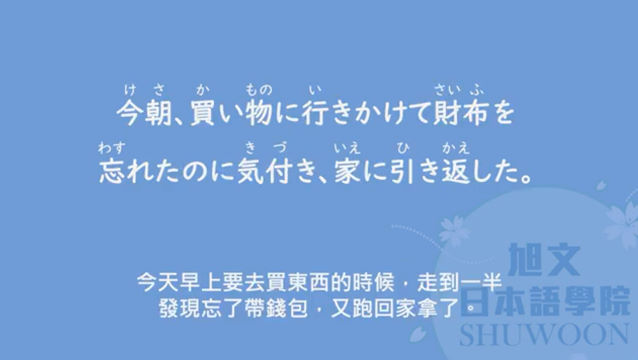 けさ か もの い さいふ
今朝、買い物に行きかけて財布を
わす きづ いえ ひ かえ
忘れたのに気付き、家に引き返した。
今天早上要去買東西的時候，走到一半
發現忘了帶錢包，又跑回家拿了。
旭文
日本語學院
SHUWOON